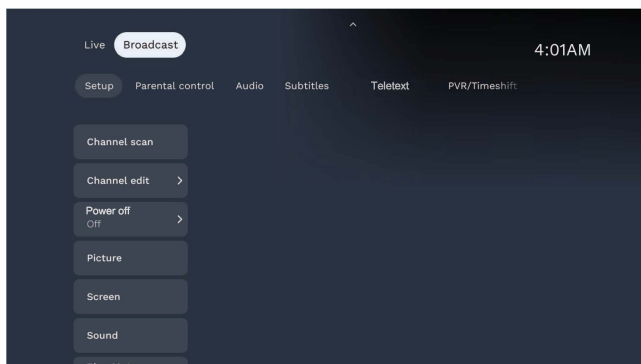 Live Broadcast
4:01AM
Setup Parental control Audio Subtitles Teletext PVR/Timeshift
Channel scan
Channel edit
Power off
Off
Picture
Screen
Sound